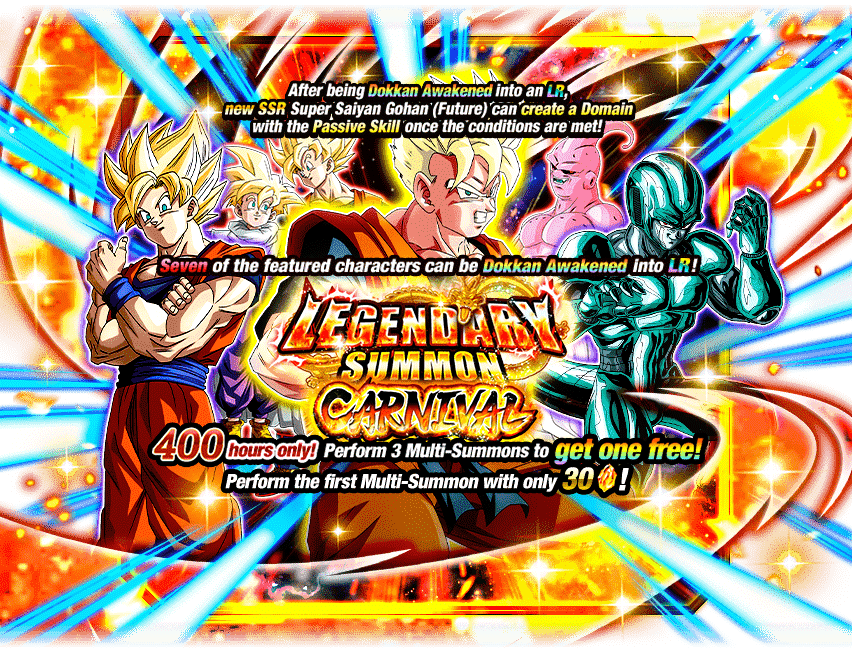 After being Dokkan Awakened into an LR,
new SSR Super Saiyan Gohan (Future) can create a Domain
with the Passive Skill once the conditions are met!
Seven of the featured characters can be Dokkan Awakened into LR!
LEGENDARY
SUMMON
CARNIVAL
400 hours only! Perform 3 Multi-Summons to get one free!
Perform the first Multi-Summon with only 30!